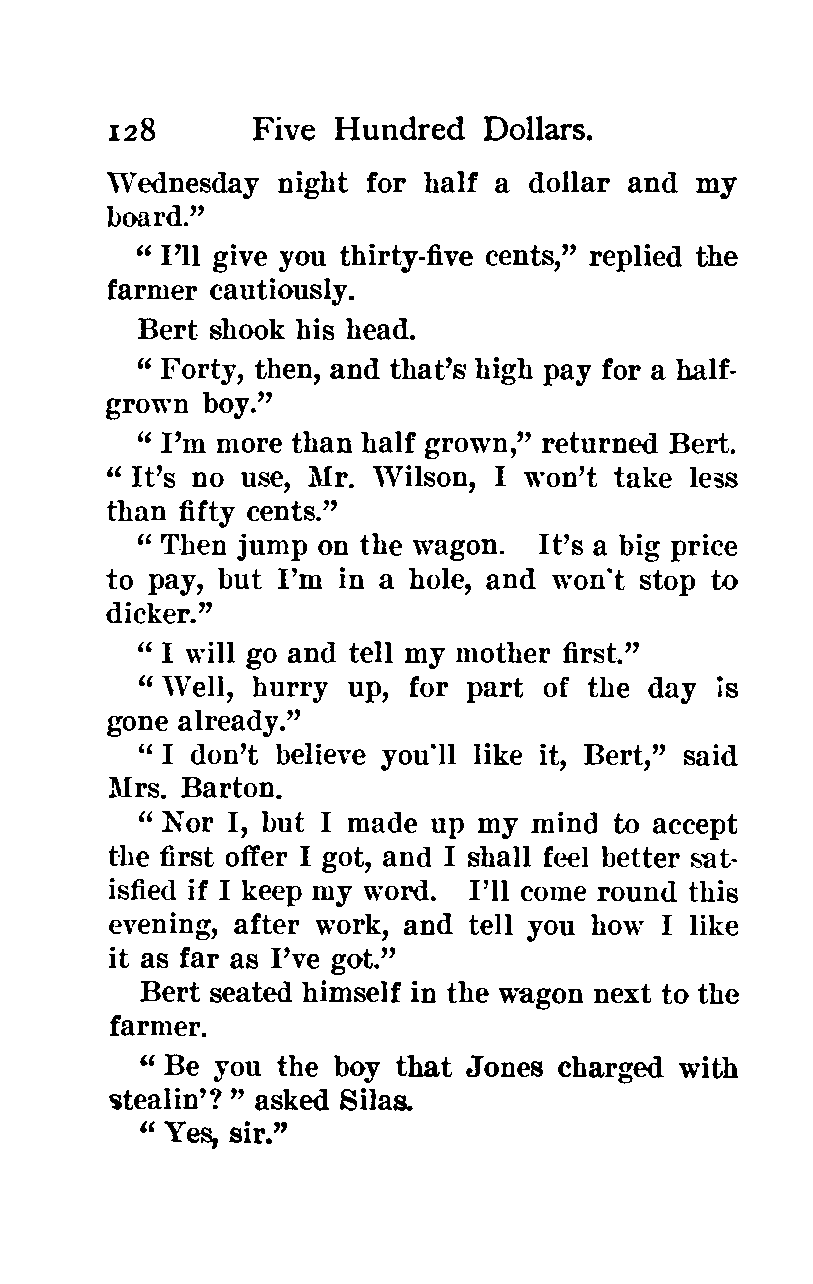 128 Five Hundred Dollars.
Wednesday night for half a dollar and my
board.”
“ I’ll give you thirty-five cents,” replied the
farmer cautiously.
Bert shook his head.
“ Forty, then, and that’s high pay for a half-
grown boy.”
“ I’m more than half grown,” returned Bert.
“ It’s no use, Mr. Wilson, I won’t take less
than fifty cents.”
“ Then jump on the wagon. It’s a big price
to pay, but I’m in a hole, and won’t stop to
dicker.”
“ I will go and tell my mother first.”
“ Well, hurry up, for part of the day is
gone already.”
“ I don’t believe you’ll like it, Bert,” said
Mrs. Barton.
“ Nor I, but I made up my mind to accept
the first offer I got, and I shall feel better sat-
isfied if I keep my word. I’ll come round this
evening, after work, and tell you how I like
it as far as I’ve got.”
Bert seated himself in the wagon next to the
farmer.
“ Be you the boy that Jones charged with
stealin’? ” asked Silas.
“ Yes, sir.”